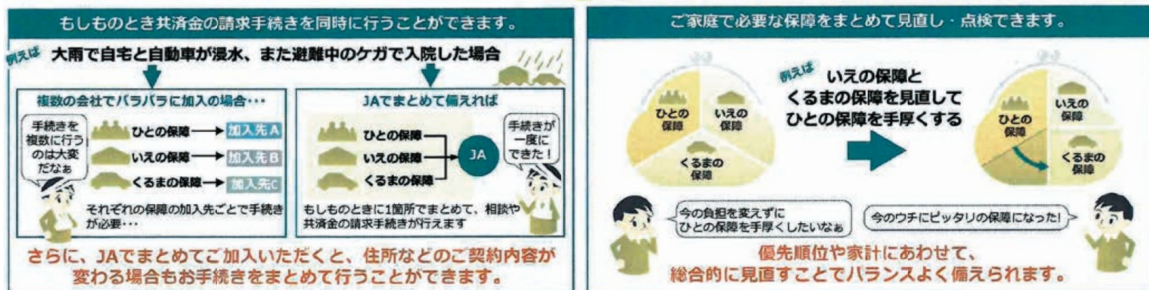 もしものとき共済金の請求手続きを同時に行うことができます。
例えば
大雨で自宅と自動車が浸水、また避難中のケガで入院した場合
複数の会社でバラバラに加入の場合・・・
手続きを
複数に行う
のは大変
だなぁ
ひとの保障
加入先A
いえの保障
加入先B
くるまの保障
加入先C
それぞれの保障の加入先ごとで手続き
が必要・・・
JAでまとめて備えれば
ひとの保障
いえの保障
くるまの保障
JA
手続きが
一度に
できた!
もしものときに1箇所でまとめて、相談や
共済金の請求手続きが行えます
さらに、JAでまとめてご加入いただくと、住所などのご契約内容が
変わる場合もお手続きをまとめて行うことができます。
ご家庭で必要な保障をまとめて見直し・点検できます。
ひとの
保障
いえの
保障
くるまの
保障
例えば
いえの保障と
くるまの保障を見直して
ひとの保障を手厚くする
ひとの
保障
いえの
保障
くるまの
保障
今の負担を変えずに
ひとの保障を手厚くしたいなぁ
今のウチにピッタリの保障になった!
優先順位や家計にあわせて、
総合的に見直すことでバランスよく備えられます。